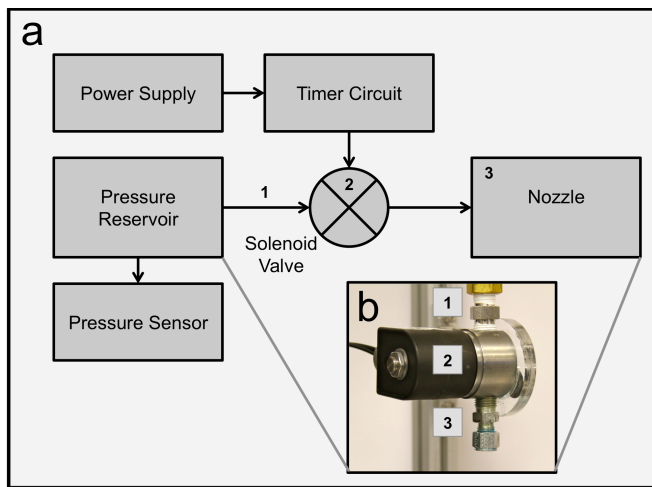 a
Power Supply
Timer Circuit
Pressure
Reservoir
1
2
3
Nozzle
Solenoid
Valve
Pressure Sensor
b
1
2
3